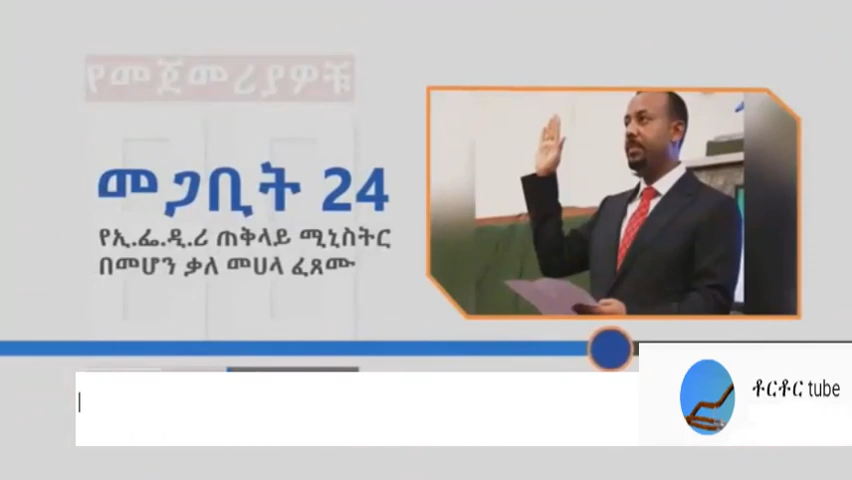 የመጀመሪያዎቹ
መጋቢት 24
የኢ.ፌ.ዲ.ሪ ጠቅላይ ሚኒስትር
በመሆን ቃለ መሀላ ፈጸሙ
ቶርቶር tube